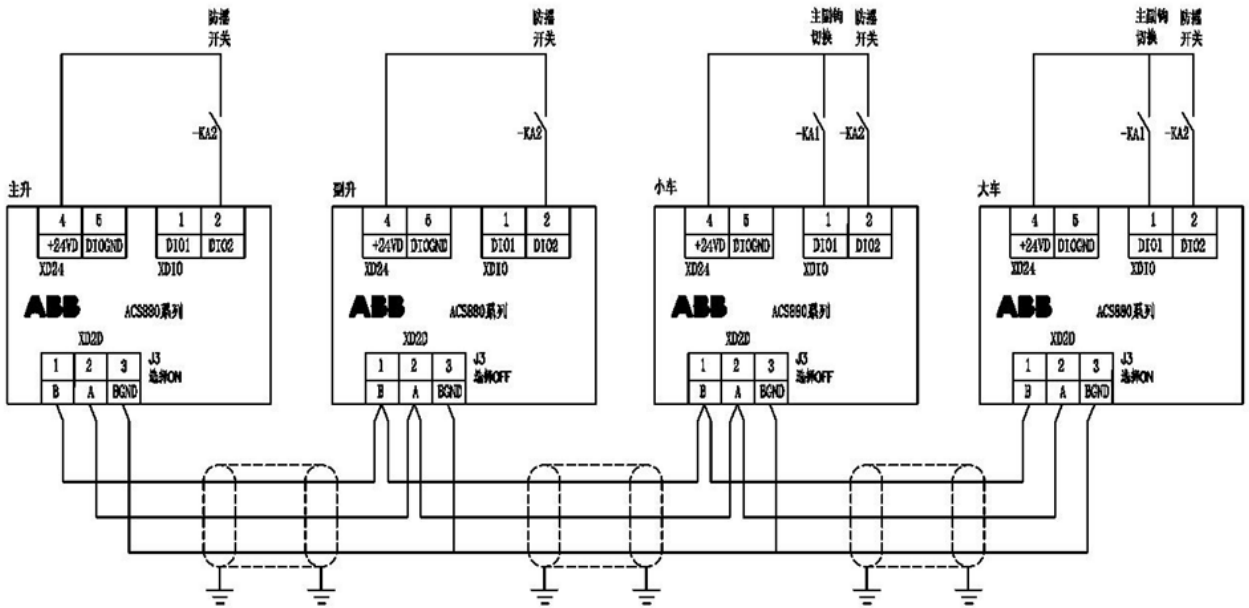 防摇
开关
防摇
开关
主副钩
切换
防摇
开关
主副钩
切换
防摇
开关
-KA2
-KA2
-KA1
-KA2
-KA1
-KA2
主升
副升
小车
大车
4 5 1 2
+24VD DIOGND DIO1 DIO2
XD24 XDIO
4 5 1 2
+24VD DIOGND DIO1 DIO2
XD24 XDIO
4 5 1 2
+24VD DIOGND DIO1 DIO2
XD24 XDIO
4 5 1 2
+24VD DIOGND DIO1 DIO2
XD24 XDIO
ABB ACS880系列
ABB ACS880系列
ABB ACS880系列
ABB ACS880系列
XD2D
1 2 3
B A BGND
J3
选择ON
XD2D
1 2 3
B A BGND
J3
选择OFF
XD2D
1 2 3
B A BGND
J3
选择OFF
XD2D
1 2 3
B A BGND
J3
选择ON